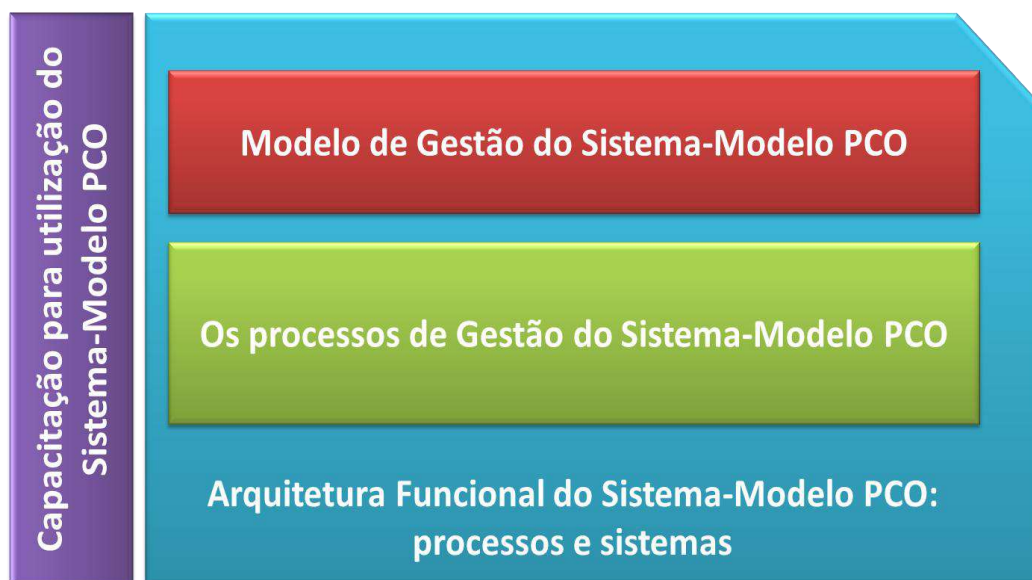 Capacitação para utilização do
Sistema-Modelo PCO
Modelo de Gestão do Sistema-Modelo PCO
Os processos de Gestão do Sistema-Modelo PCO
Arquitetura Funcional do Sistema-Modelo PCO:
processos e sistemas